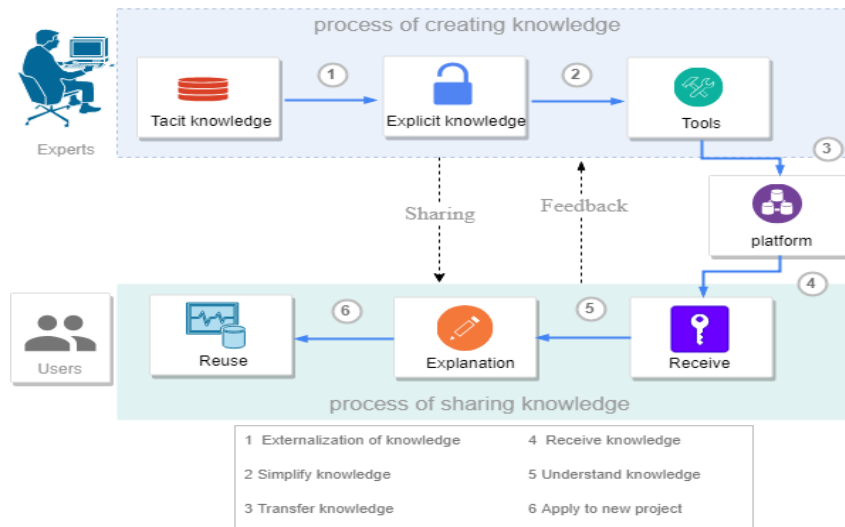 process of creating knowledge
1
2
Tacit knowledge
Explicit knowledge
Tools
Experts
3
platform
Sharing
Feedback
4
6
5
Users
Reuse
Explanation
Receive
process of sharing knowledge
1 Externalization of knowledge
4 Receive knowledge
2 Simplify knowledge
5 Understand knowledge
3 Transfer knowledge
6 Apply to new project